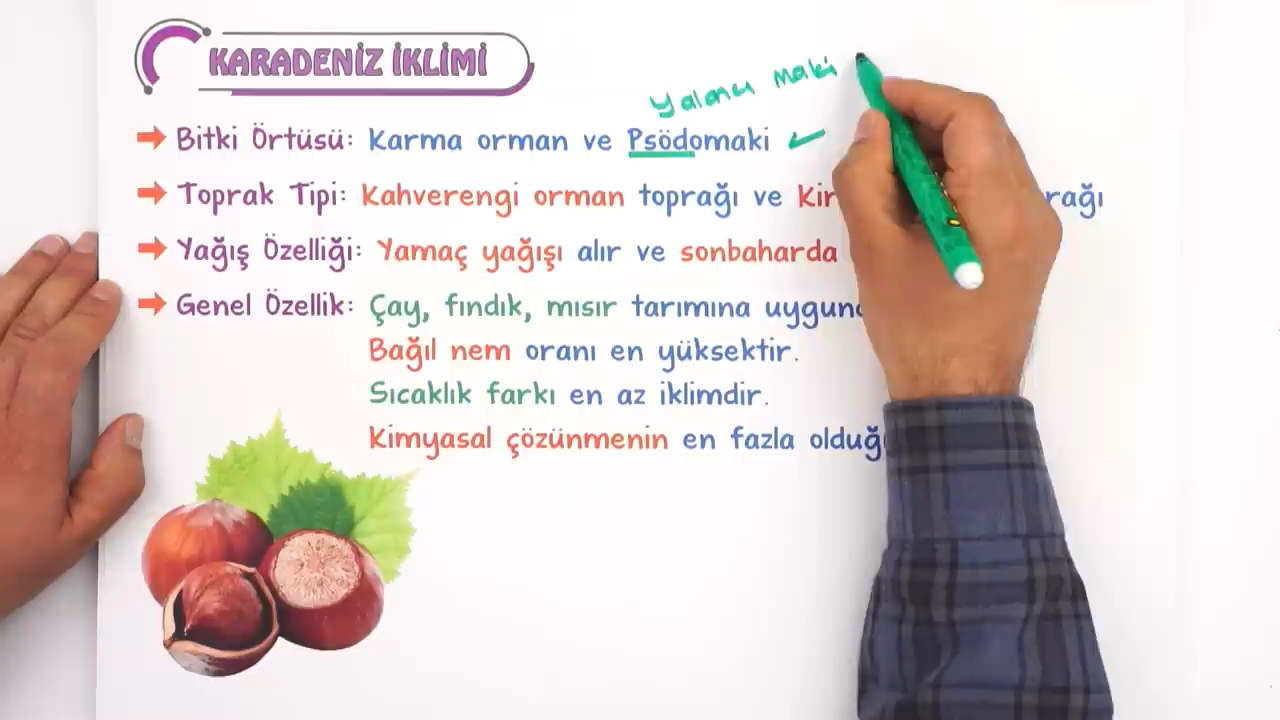 KARADENİZ İKLİMİ
Yalancı maki
Bitki Örtüsü: Karma orman ve Psödomaki
Toprak Tipi: Kahverengi orman toprağı ve
Yağış Özelliği: Yamaç yağışı alır ve sonbaharda
Genel Özellik: Çay, fındık, mısır tarımına
Bağıl nem oranı en yüksektir.
Sıcaklık farkı en az iklimdir.
Kimyasal çözünmenin en fazla